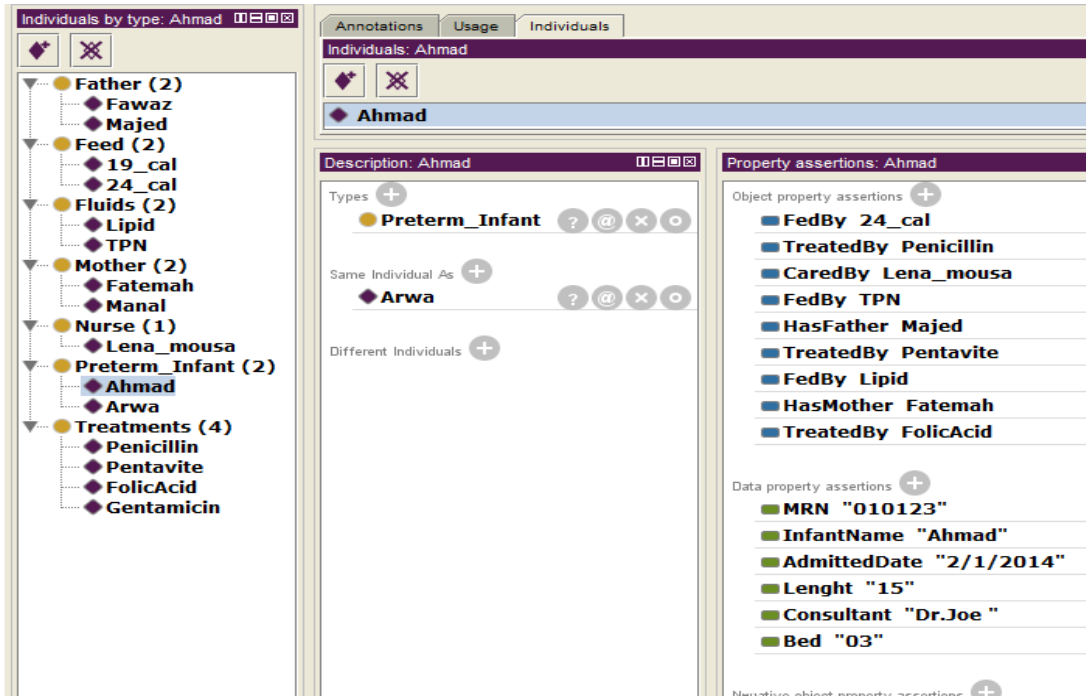 Individuals by type: Ahmad
Father (2)
Fawaz
Majed
Feed (2)
19_cal
24_cal
Fluids (2)
Lipid
TPN
Mother (2)
Fatemah
Manal
Nurse (1)
Lena_mousa
Preterm_Infant (2)
Ahmad
Arwa
Treatments (4)
Penicillin
Pentavite
FolicAcid
Gentamicin
Annotations Usage Individuals
Individuals: Ahmad
Ahmad
Description: Ahmad
Types
Preterm_Infant
Same Individual As
Arwa
Different Individuals
Property assertions: Ahmad
Object property assertions
FedBy 24_cal
TreatedBy Penicillin
CaredBy Lena_mousa
FedBy TPN
HasFather Majed
TreatedBy Pentavite
FedBy Lipid
HasMother Fatemah
TreatedBy FolicAcid
Data property assertions
MRN "010123"
InfantName "Ahmad"
AdmittedDate "2/1/2014"
Lenght "15"
Consultant "Dr.Joe "
Bed "03"
Negative object property assertions